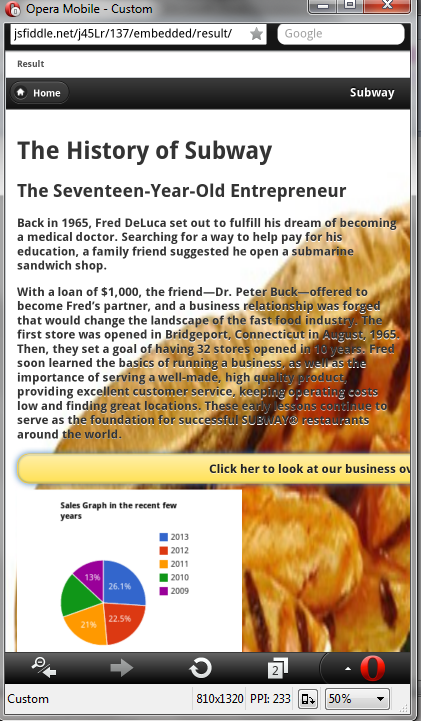 Opera Mobile - Custom
jsfiddle.net/j45Lr/137/embedded/result/
Google
Result
Home
Subway
The History of Subway
The Seventeen-Year-Old Entrepreneur
Back in 1965, Fred DeLuca set out to fulfill his dream of becoming
a medical doctor. Searching for a way to help pay for his
education, a family friend suggested he open a submarine
sandwich shop.
With a loan of $1,000, the friend—Dr. Peter Buck—offered to
become Fred's partner, and a business relationship was forged
that would change the landscape of the fast food industry. The
first store was opened in Bridgeport, Connecticut in August, 1965.
Then, they set a goal of having 32 stores opened in 10 years. Fred
soon learned the basics of running a business, as well as the
importance of serving a well-made, high quality product,
providing excellent customer service, keeping operating costs
low and finding great locations. These early lessons continue to
serve as the foundation for successful SUBWAY® restaurants
around the world.
Click her to look at our business ov
Sales Graph in the recent few
years
2013
2012
2011
2010
2009
13%
26.1%
21%
22.5%
2
Custom
810x1320
PPI: 233
50%